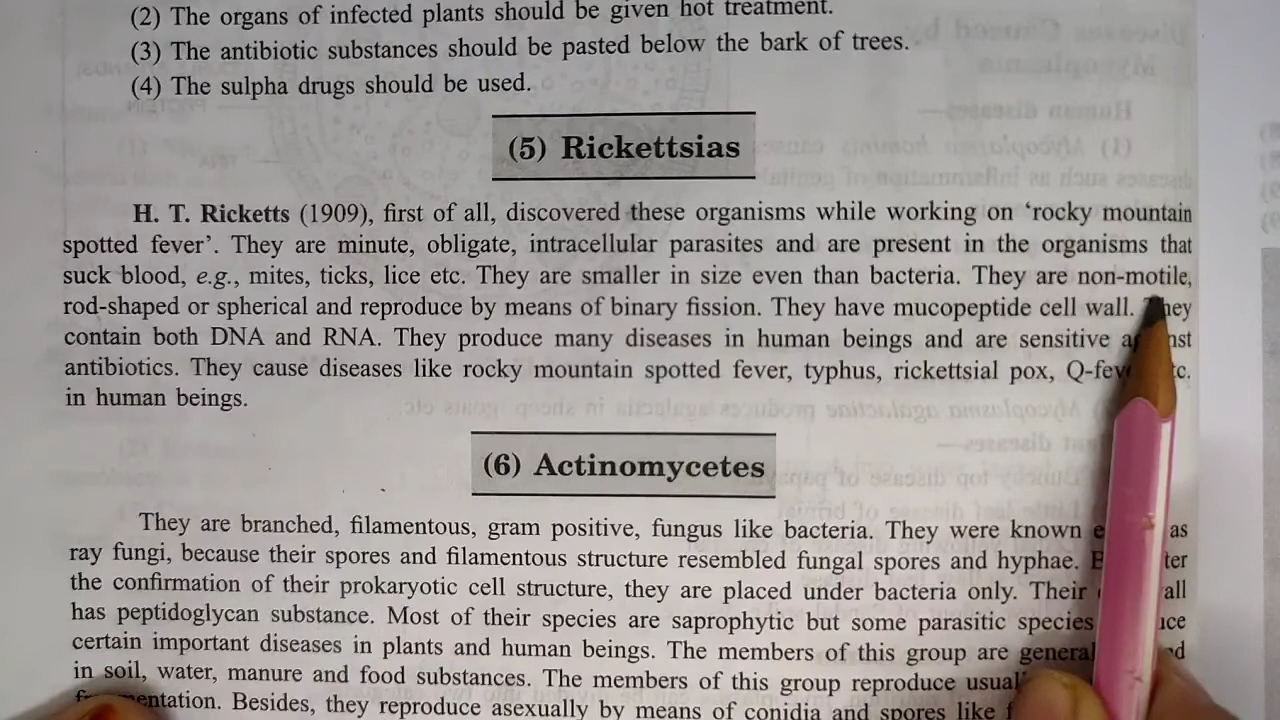 (2) The organs of infected plants should be given hot treatment.
(3) The antibiotic substances should be pasted below the bark of trees.
(4) The sulpha drugs should be used.
(5) Rickettsias
H. T. Ricketts (1909), first of all, discovered these organisms while working on ‘rocky mountain
spotted fever’. They are minute, obligate, intracellular parasites and are present in the organisms that
suck blood, e.g., mites, ticks, lice etc. They are smaller in size even than bacteria. They are non-motile,
rod-shaped or spherical and reproduce by means of binary fission. They have mucopeptide cell wall. They
contain both DNA and RNA. They produce many diseases in human beings and are sensitive
antibiotics. They cause diseases like rocky mountain spotted fever, typhus, rickettsial pox, etc.
in human beings.
(6) Actinomycetes
They are branched, filamentous, gram positive, fungus like bacteria. They were known as
ray fungi, because their spores and filamentous structure resembled fungal spores and hyphae.
the confirmation of their prokaryotic cell structure, they are placed under bacteria only. Their
has peptidoglycan substance. Most of their species are saprophytic but some parasitic species
certain important diseases in plants and human beings. The members of this group are
in soil, water, manure and food substances. The members of this group reproduce
Besides, they reproduce asexually by means of conidia and spores like